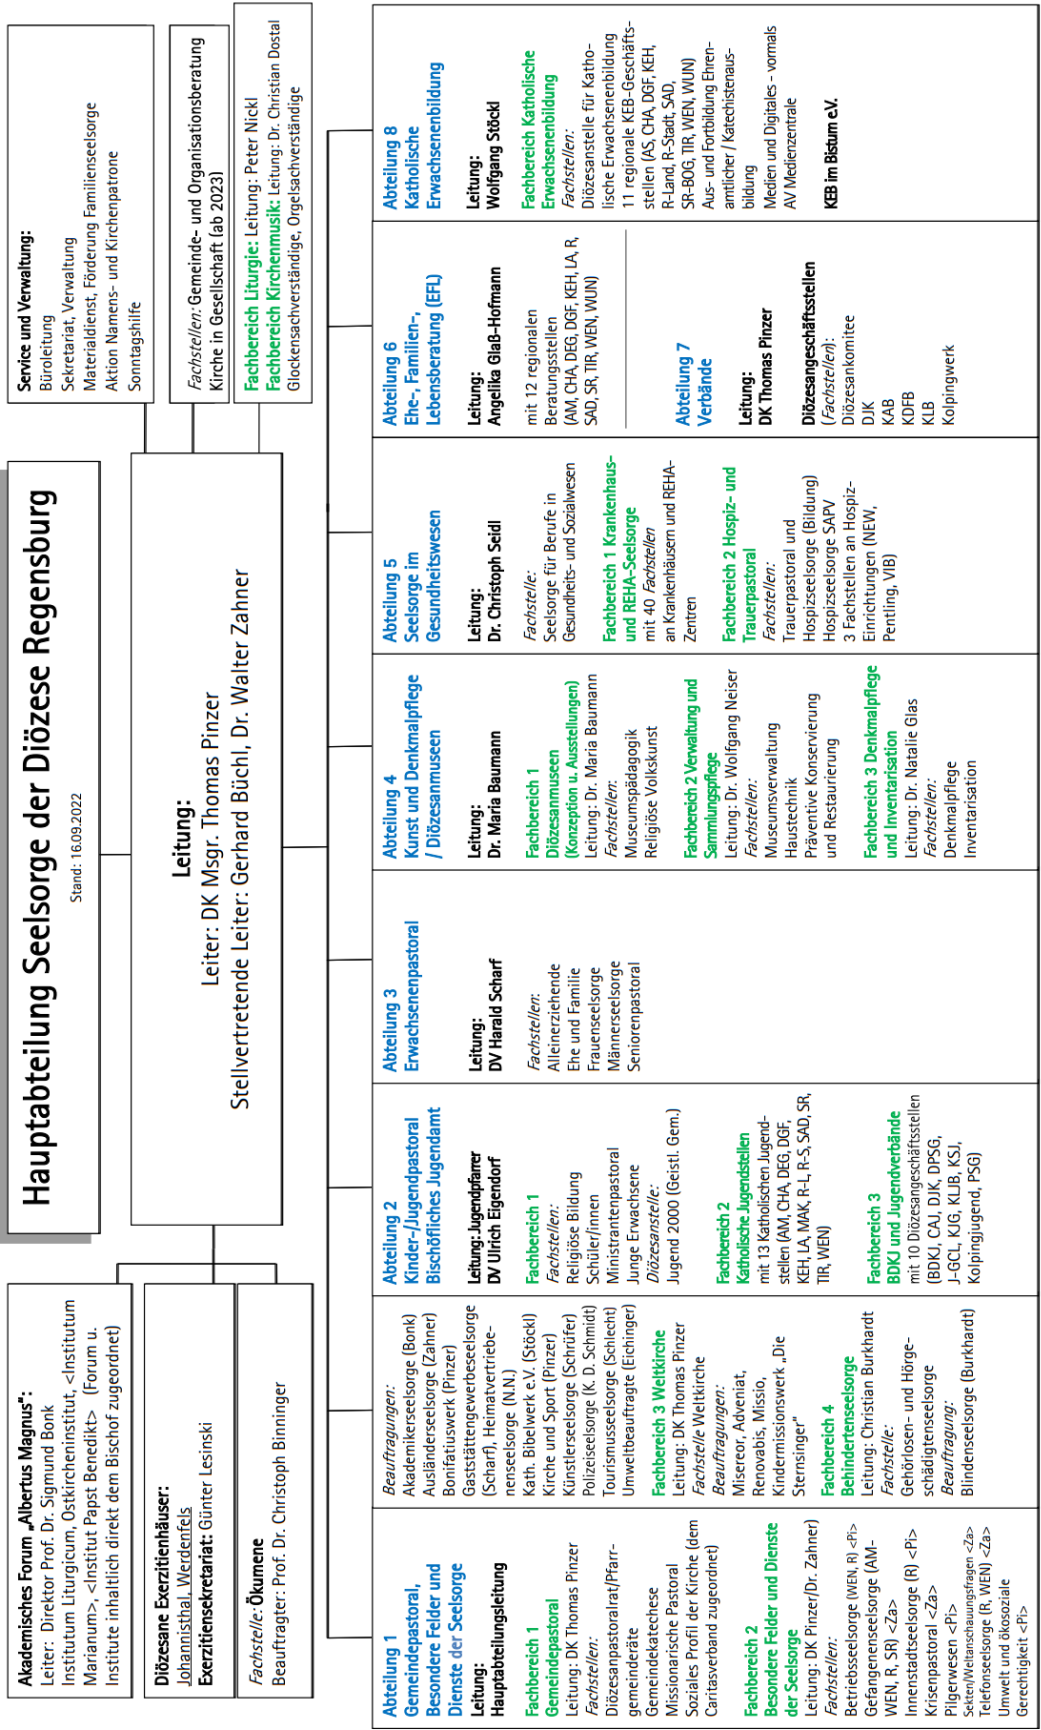 Hauptabteilung Seelsorge der Diözese Regensburg
Stand: 16.09.2022
Akademisches Forum „Albertus Magnus“:
Leiter: Direktor Prof. Dr. Sigmund Bonk
Institutum Liturgicum, Ostkircheninstitut, <Institutum
Marianum>, <Institut Papst Benedikt> (Forum u.
Institute inhaltlich direkt dem Bischof zugeordnet)
Diözesane Exerzitienhäuser:
Johannisthal, Werdenfels
Exerzitiensekretariat: Günter Lesinski
Fachstelle: Ökumene
Beauftragter: Prof. Dr. Christoph Binninger
Leitung:
Leiter: DK Msgr. Thomas Pinzer
Stellvertretende Leiter: Gerhard Büchl, Dr. Walter Zahner
Service und Verwaltung:
Büroleitung
Sekretariat, Verwaltung
Materialdienst, Förderung Familienseelsorge
Aktion Namens- und Kirchenpatrone
Sonntagshilfe
Fachstellen: Gemeinde- und Organisationsberatung
Kirche in Gesellschaft (ab 2023)
Fachbereich Liturgie: Leitung: Peter Nickl
Fachbereich Kirchenmusik: Leitung: Dr. Christian Dostal
Glockensachverständige, Orgelsachverständige
Abteilung 1
Gemeindepastoral,
Besondere Felder und
Dienste der Seelsorge
Leitung:
Hauptabteilungsleitung
Fachbereich 1
Gemeindepastoral
Leitung: DK Thomas Pinzer
Fachstellen:
Diözesanpastoralrat/Pfarr-
gemeinderäte
Gemeindekatechese
Missionarische Pastoral
Soziales Profil der Kirche (dem
Caritasverband zugeordnet)
Fachbereich 2
Besondere Felder und Dienste
der Seelsorge
Leitung: DK Pinzer/Dr. Zahner)
Fachstellen:
Betriebsseelsorge (WEN, R) <Pi>
Gefangenenseelsorge (AM-
WEN, R, SR) <Za>
Innenstadtseelsorge (R) <Pi>
Krisenpastoral <Za>
Pilgerwesen <Pi>
Sekten/Weltanschauungsfragen <Za>
Telefonseelsorge (R, WEN) <Za>
Umwelt und ökosoziale
Gerechtigkeit <Pi>
Beauftragungen:
Akademikerseelsorge (Bonk)
Ausländerseelsorge (Zahner)
Bonifatiuswerk (Pinzer)
Gaststättengewerbeseelsorge
(Scharf), Heimatvertriebe-
nenseelsorge (N.N.)
Kath. Bibelwerk e.V. (Stöckl)
Kirche und Sport (Pinzer)
Künstlerseelsorge (Schrüfer)
Polizeiseelsorge (K. D. Schmidt)
Tourismusseelsorge (Schlecht)
Umweltbeauftragte (Eichinger)
Fachbereich 3 Weltkirche
Leitung: DK Thomas Pinzer
Fachstelle Weltkirche
Beauftragungen:
Misereor, Adveniat,
Renovabis, Missio,
Kindermissionswerk „Die
Sternsinger“
Fachbereich 4
Behindertenseelsorge
Leitung: Christian Burkhardt
Fachstelle:
Gehörlosen- und Hörge-
schädigtenseelsorge
Beauftragung:
Blindenseelsorge (Burkhardt)
Abteilung 2
Kinder-/Jugendpastoral
Bischöfliches Jugendamt
Leitung: Jugendpfarrer
DV Ulrich Eigendorf
Fachbereich 1
Fachstellen:
Religiöse Bildung
Schüler/innen
Ministrantenpastoral
Junge Erwachsene
Diözesanstelle:
Jugend 2000 (Geistl. Gem.)
Fachbereich 2
Katholische Jugendstellen
mit 13 Katholischen Jugend-
stellen (AM, CHA, DEG, DGF,
KEH, LA, MAK, R-L, R-S, SAD, SR,
TIR, WEN)
Fachbereich 3
BDKJ und Jugendverbände
mit 10 Diözesangeschäftsstellen
(BDKJ, CAJ, DJK, DPSG,
J-GCL, KJG, KLJB, KSJ,
Kolpingjugend, PSG)
Abteilung 3
Erwachsenenpastoral
Leitung:
DV Harald Scharf
Fachstellen:
Alleinerziehende
Ehe und Familie
Frauenseelsorge
Männerseelsorge
Seniorenpastoral
Abteilung 4
Kunst und Denkmalpflege
/ Diözesanmuseen
Leitung:
Dr. Maria Baumann
Fachbereich 1
Diözesanmuseen
(Konzeption u. Ausstellungen)
Leitung: Dr. Maria Baumann
Fachstellen:
Museumspädagogik
Religiöse Volkskunst
Fachbereich 2 Verwaltung und
Sammlungspflege
Leitung: Dr. Wolfgang Neiser
Fachstellen:
Museumsverwaltung
Haustechnik
Präventive Konservierung
und Restaurierung
Fachbereich 3 Denkmalpflege
und Inventarisation
Leitung: Dr. Natalie Glas
Fachstellen:
Denkmalpflege
Inventarisation
Abteilung 5
Seelsorge im
Gesundheitswesen
Leitung:
Dr. Christoph Seidl
Fachstelle:
Seelsorge für Berufe in
Gesundheits- und Sozialwesen
Fachbereich 1 Krankenhaus-
und REHA-Seelsorge
mit 40 Fachstellen
an Krankenhäusern und REHA-
Zentren
Fachbereich 2 Hospiz- und
Trauerpastoral
Fachstellen:
Trauerpastoral und
Hospizseelsorge (Bildung)
Hospizseelsorge SAPV
3 Fachstellen an Hospiz-
Einrichtungen (NEW,
Pentling, VIB)
Abteilung 6
Ehe-, Familien-,
Lebensberatung (EFL)
Leitung:
Angelika Glaß-Hofmann
mit 12 regionalen
Beratungsstellen
(AM, CHA, DEG, DGF, KEH, LA, R,
SAD, SR, TIR, WEN, WUN)
Abteilung 7
Verbände
Leitung:
DK Thomas Pinzer
Diözesangeschäftsstellen
(Fachstellen):
Diözesankomitee
DJK
KAB
KDFB
KLB
Kolpingwerk
Abteilung 8
Katholische
Erwachsenenbildung
Leitung:
Wolfgang Stöckl
Fachbereich Katholische
Erwachsenenbildung
Fachstellen:
Diözesanstelle für Katho-
lische Erwachsenenbildung
11 regionale KEB-Geschäfts-
stellen (AS, CHA, DGF, KEH,
R-Land, R-Stadt, SAD,
SR-BOG, TIR, WEN, WUN)
Aus- und Fortbildung Ehren-
amtlicher / Katechistenaus-
bildung
Medien und Digitales - vormals
AV Medienzentrale
KEB im Bistum e.V.